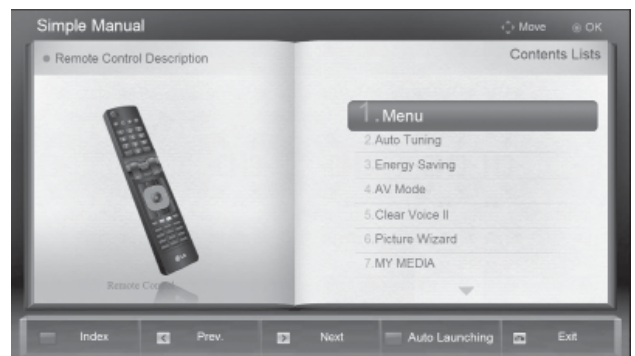 Simple Manual
Move
OK
Remote Control Description
Contents Lists
1. Menu
2. Auto Tuning
3. Energy Saving
4. AV Mode
5. Clear Voice II
6. Picture Wizard
7. MY MEDIA
LG
Remote Control
Index
Prev.
Next
Auto Launching
Exit